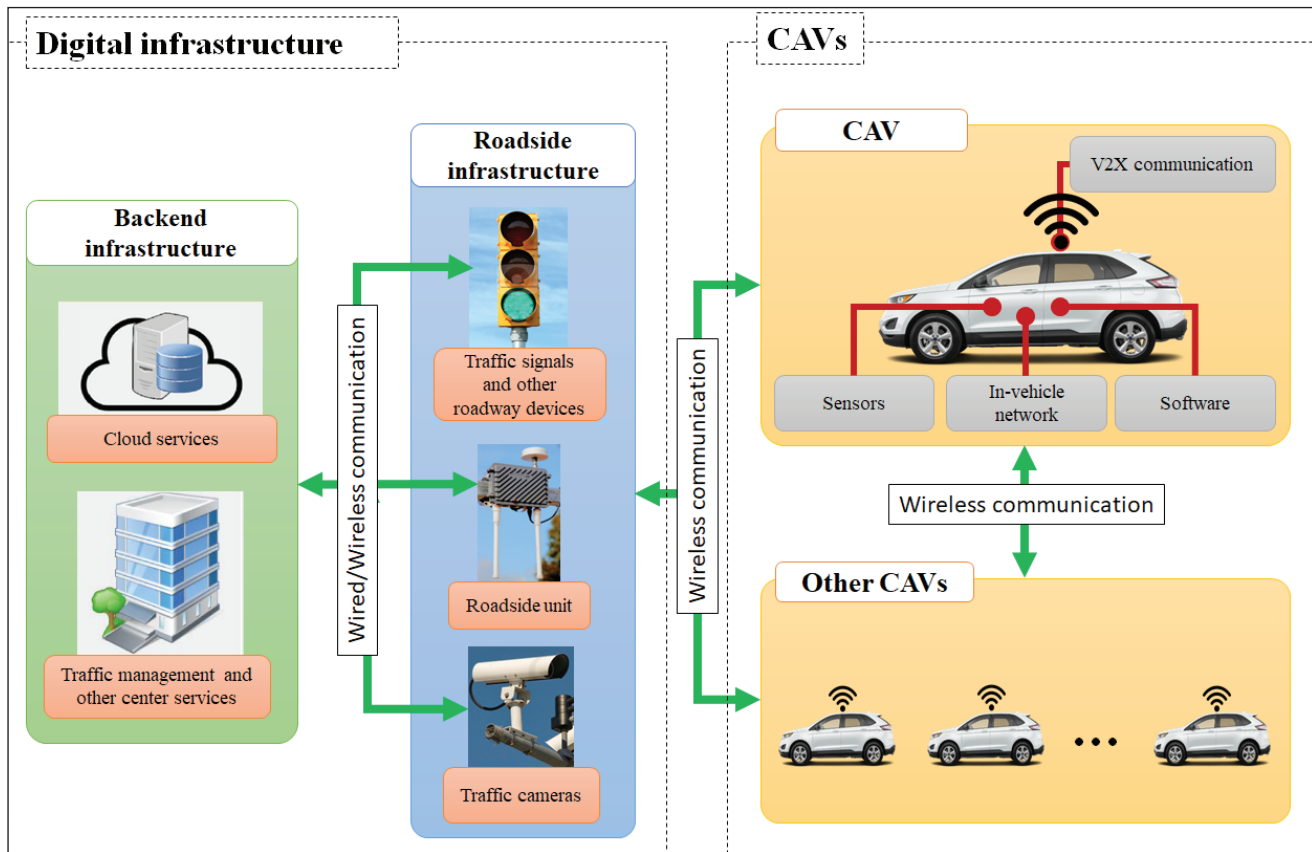 Digital infrastructure
Backend
infrastructure
Cloud services
Traffic management and
other center services
Wired/Wireless communication
Roadside
infrastructure
Traffic signals
and other
roadway devices
Roadside unit
Traffic cameras
Wireless communication
CAVs
CAV
V2X communication
Sensors
In-vehicle
network
Software
Wireless communication
Other CAVs